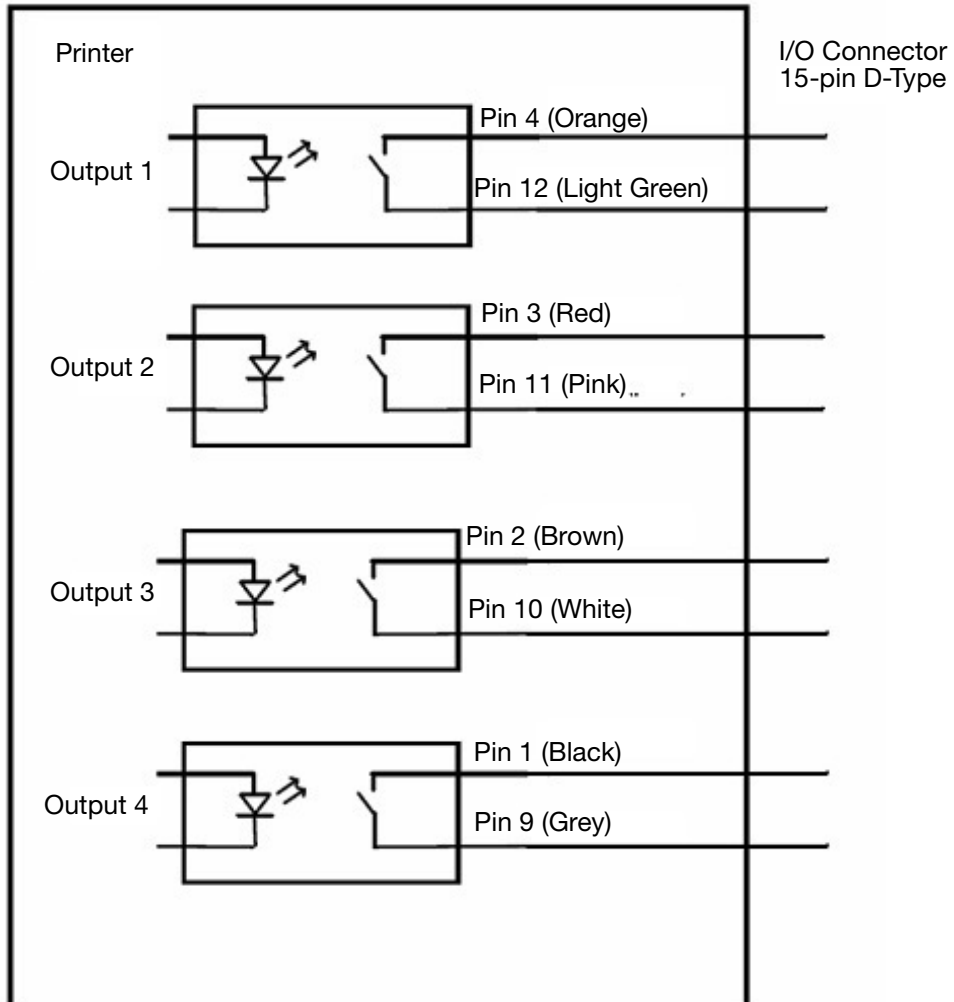 Printer
I/O Connector
15-pin D-Type
Pin 4 (Orange)
Output 1
Pin 12 (Light Green)
Pin 3 (Red)
Output 2
Pin 11 (Pink)
Pin 2 (Brown)
Output 3
Pin 10 (White)
Pin 1 (Black)
Output 4
Pin 9 (Grey)